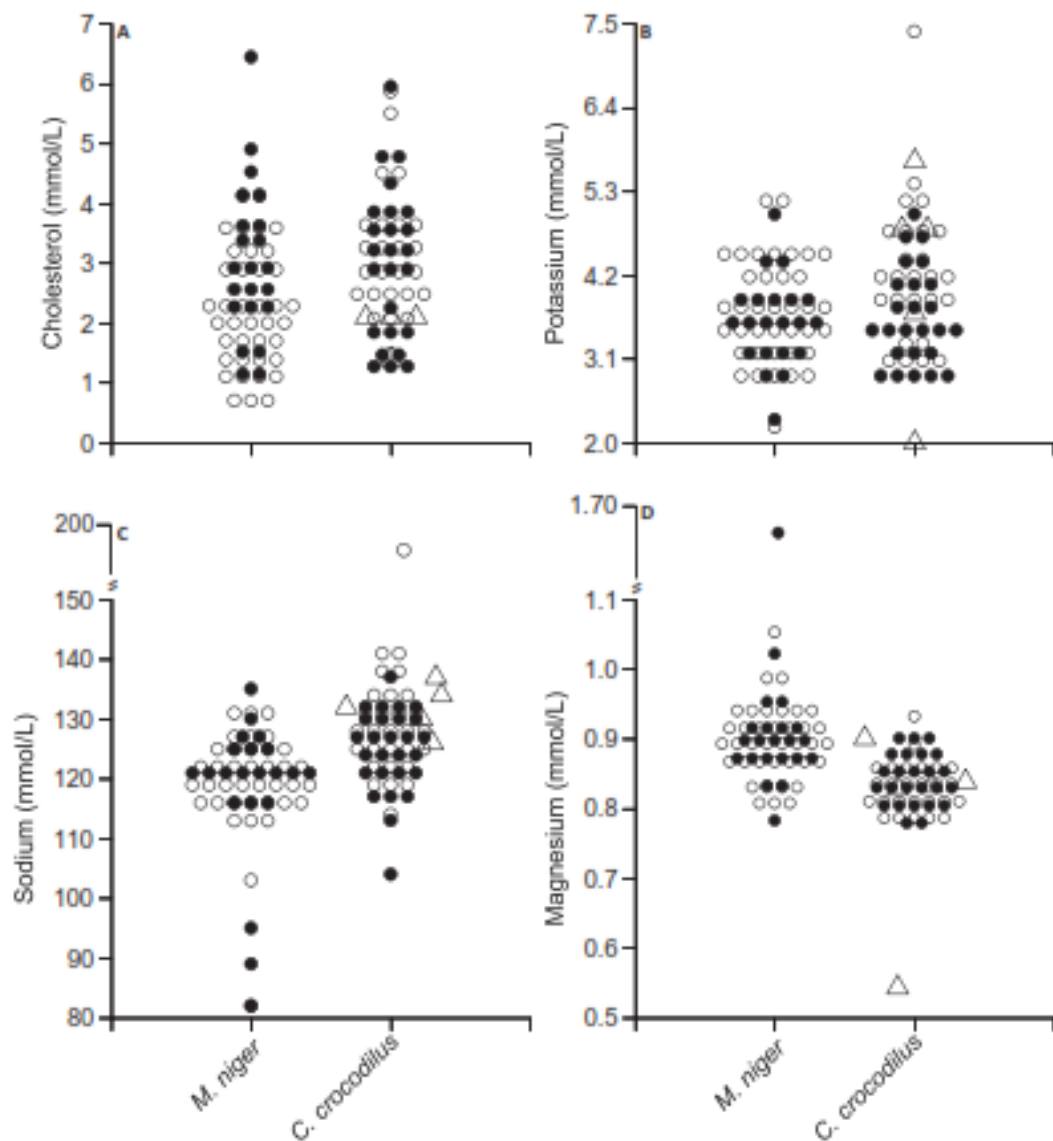 A
Cholesterol (mmol/L)
7
6
5
4
3
2
1
0
B
Potassium (mmol/L)
7.5
6.4
5.3
4.2
3.1
2.0
C
Sodium (mmol/L)
200
150
140
130
120
110
100
90
80
M. niger
C. crocodilus
D
Magnesium (mmol/L)
1.70
1.1
1.0
0.9
0.8
0.7
0.6
0.5
M. niger
C. crocodilus